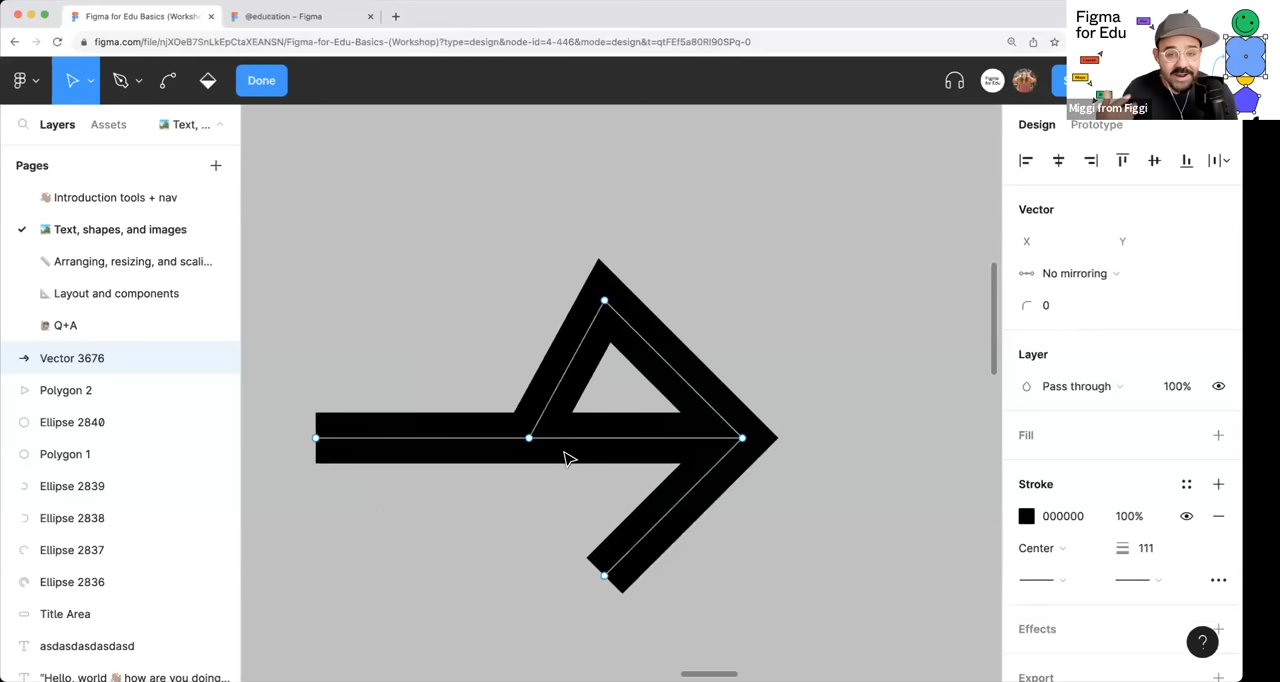 Figma for Edu Basics (Worksho
@education – Figma
figma.com/file/njXOeB7SnLkEpCtaXEANSN/Figma-for-Edu-Basics-(Workshop)?type=design&node-id=4-446&mode=design&t=qtFEf5a80RI90SPq-0
Figma
for Edu
Miggi from Figgi
Done
Layers
Assets
🏞️ Text, ...
Pages
👋🏽 Introduction tools + nav
🏞️ Text, shapes, and images
📏 Arranging, resizing, and scali...
📐 Layout and components
🙋🏽 Q+A
Vector 3676
Polygon 2
Ellipse 2840
Polygon 1
Ellipse 2839
Ellipse 2838
Ellipse 2837
Ellipse 2836
Title Area
asdasdasdasdasd
"Hello, world 👋🏽 how are you doing...
Design
Prototype
Vector
X
Y
No mirroring
0
Layer
Pass through
100%
Fill
Stroke
000000
100%
Center
111
Effects
Export
?